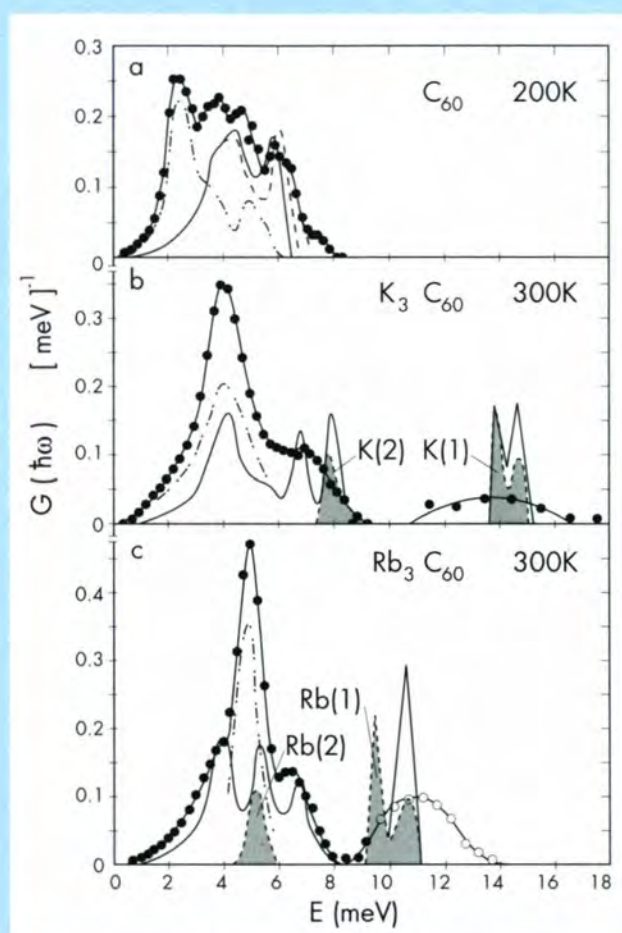 0.3
a
C60 200K
0.2
0.1
0
b
K3 C60 300K
0.3
0.2
K(2) K(1)
0.1
0
c
Rb3 C60 300K
0.4
0.3
Rb(1)
0.2
Rb(2)
0.1
0
0 2 4 6 8 10 12 14 16 18
E (meV)
G (ħω) [meV]⁻¹